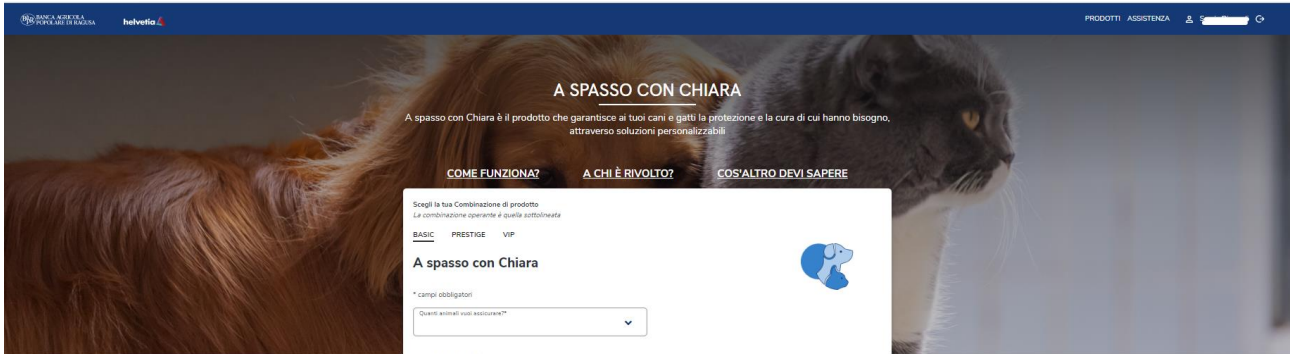 BANCA AGRICOLA
POPOLARE DI RAGUSA
helvetia
PRODOTTI ASSISTENZA
A SPASSO CON CHIARA
A spasso con Chiara è il prodotto che garantisce ai tuoi cani e gatti la protezione e la cura di cui hanno bisogno,
attraverso soluzioni personalizzabili
COME FUNZIONA? A CHI È RIVOLTO? COS'ALTRO DEVI SAPERE
Scegli la tua Combinazione di prodotto
La combinazione operante è quella sottolineata
BASIC PRESTIGE VIP
A spasso con Chiara
* campi obbligatori
Quanti animali vuoi assicurare?*